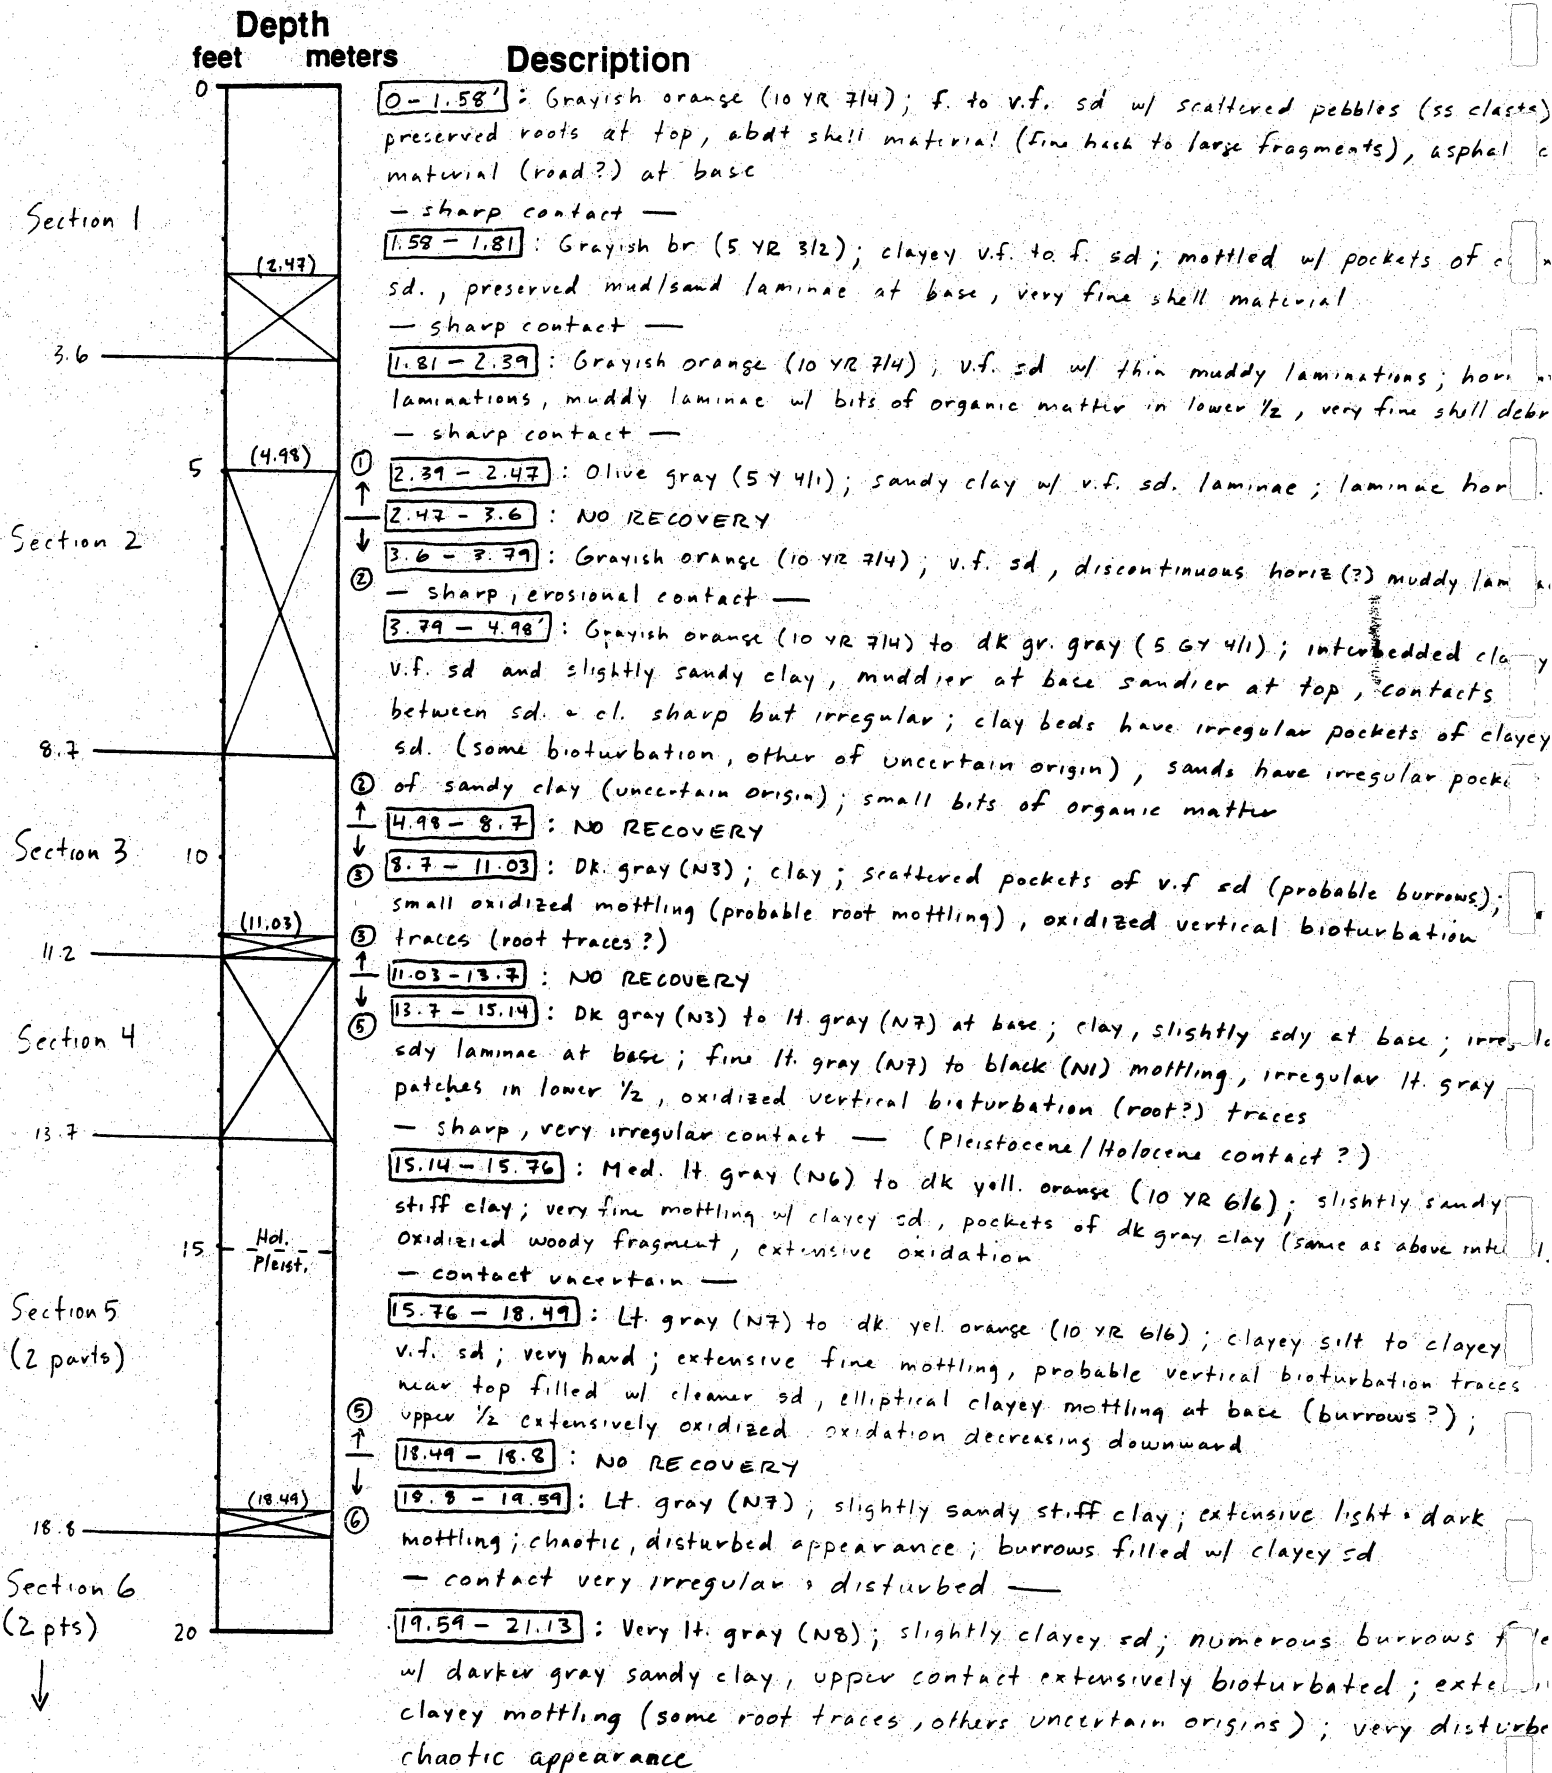 Depth
feet meters Description
0
0 - 1.58' : Grayish orange (10 YR 7/4); f. to v.f. sd w/ scattered pebbles (ss clasts)
preserved roots at top, abdt shell material (fine hash to large fragments),
material (road?) at base
Section 1
— sharp contact —
1.58 - 1.81 : Grayish br (5 YR 3/2); clayey v.f. to f. sd; mottled w/ pockets of
(2.47)
sd., preserved mud/sand laminae at base, very fine shell material
— sharp contact —
3.6
1.81 - 2.39 : Grayish orange (10 YR 7/4); v.f. sd w/ thin muddy laminations;
laminations, muddy laminae w/ bits of organic matter in lower 1/2, very fine shell
— sharp contact —
5
(4.98)
① 2.39 - 2.47 : Olive gray (5 Y 4/1); sandy clay w/ v.f. sd. laminae; laminae
↑
2.47 - 3.6 : NO RECOVERY
Section 2
↓
3.6 - 3.79 : Grayish orange (10 YR 7/4); v.f. sd, discontinuous horiz(?) muddy
② — sharp, erosional contact —
3.79 - 4.98' : Grayish orange (10 YR 7/4) to dk gr. gray (5 GY 4/1); interbedded
v.f. sd and slightly sandy clay, muddier at base sandier at top, contacts
between sd. & cl. sharp but irregular; clay beds have irregular pockets of clayey
8.7
sd. (some bioturbation, other of uncertain origin), sands have irregular
② of sandy clay (uncertain origin); small bits of organic matter
↑
4.98 - 8.7 : NO RECOVERY
Section 3 10
↓
③ 8.7 - 11.03 : Dk. gray (N3); clay; scattered pockets of v.f sd (probable burrows);
small oxidized mottling (probable root mottling), oxidized vertical bioturbation
(11.03)
③ traces (root traces?)
11.2
↑
11.03 - 13.7 : NO RECOVERY
↓
⑤ 13.7 - 15.14 : Dk gray (N3) to lt. gray (N7) at base; clay, slightly sdy at base;
Section 4
sdy laminae at base; fine lt. gray (N7) to black (N1) mottling, irregular lt. gray
patches in lower 1/2, oxidized vertical bioturbation (root?) traces
13.7
— sharp, very irregular contact — (Pleistocene/Holocene contact?)
15.14 - 15.76 : Med. lt. gray (N6) to dk yell. orange (10 YR 6/6); slightly sandy
stiff clay; very fine mottling w/ clayey sd, pockets of dk gray clay (same as above
15
Hol.
Pleist.
Oxidizied woody fragment, extensive oxidation
— contact uncertain —
Section 5
(2 parts)
15.76 - 18.49 : Lt. gray (N7) to dk. yel. orange (10 YR 6/6); clayey silt to clayey
v.f. sd; very hard; extensive fine mottling, probable vertical bioturbation traces
near top filled w/ cleaner sd, elliptical clayey mottling at base (burrows?);
⑤ upper 1/2 extensively oxidized oxidation decreasing downward
↑
18.49 - 18.8 : NO RECOVERY
↓
(18.49)
18.8 - 19.59 : Lt. gray (N7), slightly sandy stiff clay; extensive light & dark
18.8
⑥
mottling; chaotic, disturbed appearance; burrows filled w/ clayey sd
— contact very irregular & disturbed —
Section 6
(2 pts)
↓
20
19.59 - 21.13 : Very lt. gray (N8); slightly clayey sd; numerous burrows
w/ darker gray sandy clay, upper contact extensively bioturbated;
clayey mottling (some root traces, others uncertain origins); very
chaotic appearance